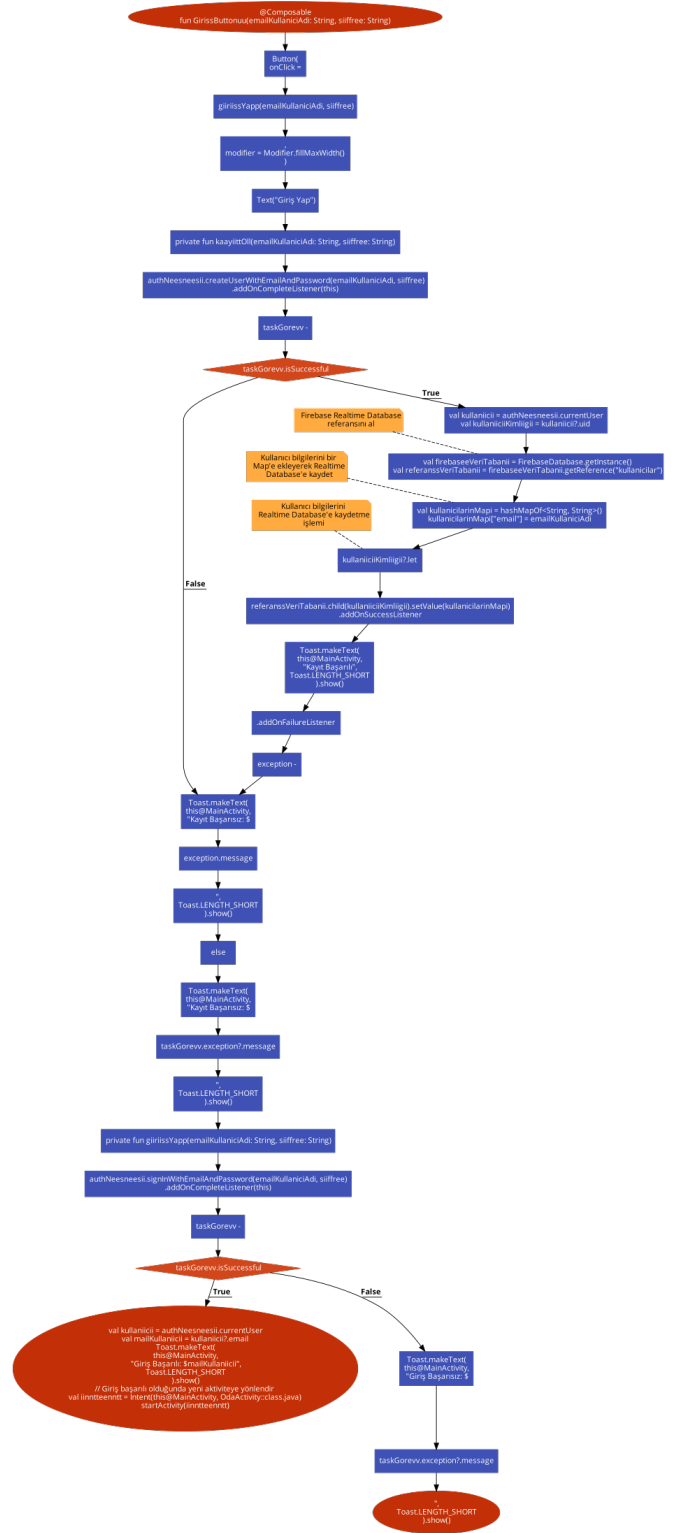 @Composable
fun GirissButtonuu(emailKullaniciAdi: String, siiffree: String)
Button(
onClick =
giiriissYapp(emailKullaniciAdi, siiffree)
,
modifier = Modifier.fillMaxWidth()
)
Text("Giriş Yap")
private fun kaayiittOll(emailKullaniciAdi: String, siiffree: String)
authNeesneesii.createUserWithEmailAndPassword(emailKullaniciAdi, siiffree)
.addOnCompleteListener(this)
taskGorevv -
taskGorevv.isSuccessful
True
val kullaniicii = authNeesneesii.currentUser
val kullaniiciiKimliigii = kullaniicii?.uid
Firebase Realtime Database
referansını al
val firebaseeVeriTabanii = FirebaseDatabase.getInstance()
val referanssVeriTabanii = firebaseeVeriTabanii.getReference("kullanicilar")
Kullanıcı bilgilerini bir
Map'e ekleyerek Realtime
Database'e kaydet
val kullanicilarinMapi = hashMapOf<String, String>()
kullanicilarinMapi["email"] = emailKullaniciAdi
Kullanıcı bilgilerini
Realtime Database'e kaydetme
işlemi
kullaniiciiKimliigii?.let
False
referanssVeriTabanii.child(kullaniiciiKimliigii).setValue(kullanicilarinMapi)
.addOnSuccessListener
Toast.makeText(
this@MainActivity,
"Kayıt Başarılı",
Toast.LENGTH_SHORT
).show()
.addOnFailureListener
exception -
Toast.makeText(
this@MainActivity,
"Kayıt Başarısız: $
exception.message
",
Toast.LENGTH_SHORT
).show()
else
Toast.makeText(
this@MainActivity,
"Kayıt Başarısız: $
taskGorevv.exception?.message
",
Toast.LENGTH_SHORT
).show()
private fun giiriissYapp(emailKullaniciAdi: String, siiffree: String)
authNeesneesii.signInWithEmailAndPassword(emailKullaniciAdi, siiffree)
.addOnCompleteListener(this)
taskGorevv -
taskGorevv.isSuccessful
True
False
val kullaniicii = authNeesneesii.currentUser
val mailKullaniicii = kullaniicii?.email
Toast.makeText(
this@MainActivity,
"Giriş Başarılı: $mailKullaniicii",
Toast.LENGTH_SHORT
).show()
// Giriş başarılı olduğunda yeni aktiviteye yönlendir
val iinntteenntt = Intent(this@MainActivity, OdaActivity::class.java)
startActivity(iinntteenntt)
Toast.makeText(
this@MainActivity,
"Giriş Başarısız: $
taskGorevv.exception?.message
",
Toast.LENGTH_SHORT
).show()